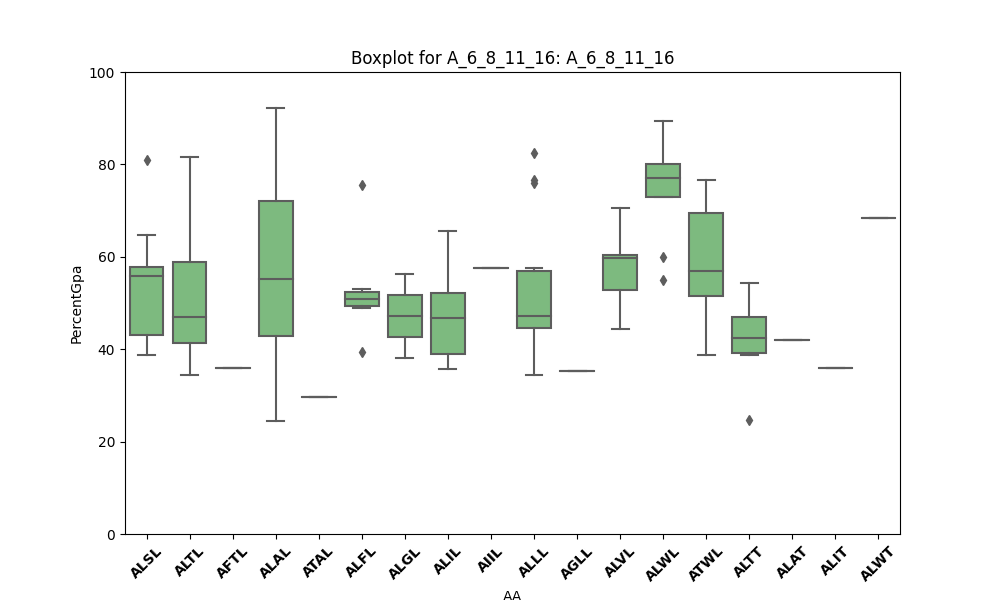 Boxplot for A_6_8_11_16: A_6_8_11_16
100
80
60
40
20
0
PercentGpa
ALSL ALTL AFTL ALAL ATAL ALFL ALGL ALIL AIIL ALLL AGLL ALVL ALWL ATWL ALTT ALAT ALIT ALWT
AA